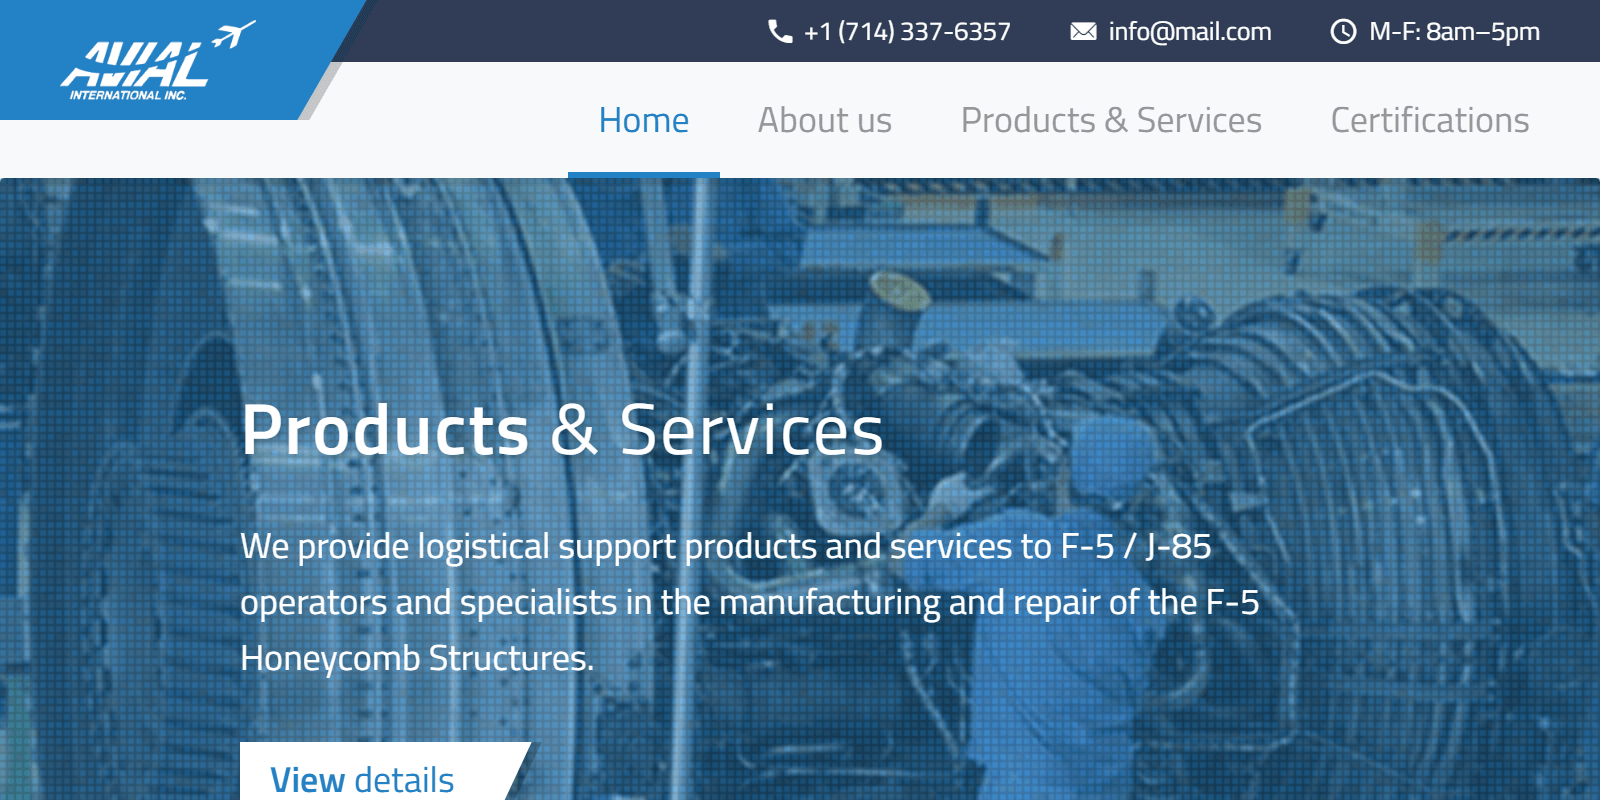 AVIAL
INTERNATIONAL INC.
+1 (714) 337-6357
info@mail.com
M-F: 8am–5pm
Home
About us
Products & Services
Certifications
Products & Services
We provide logistical support products and services to F-5 / J-85
operators and specialists in the manufacturing and repair of the F-5
Honeycomb Structures.
View details